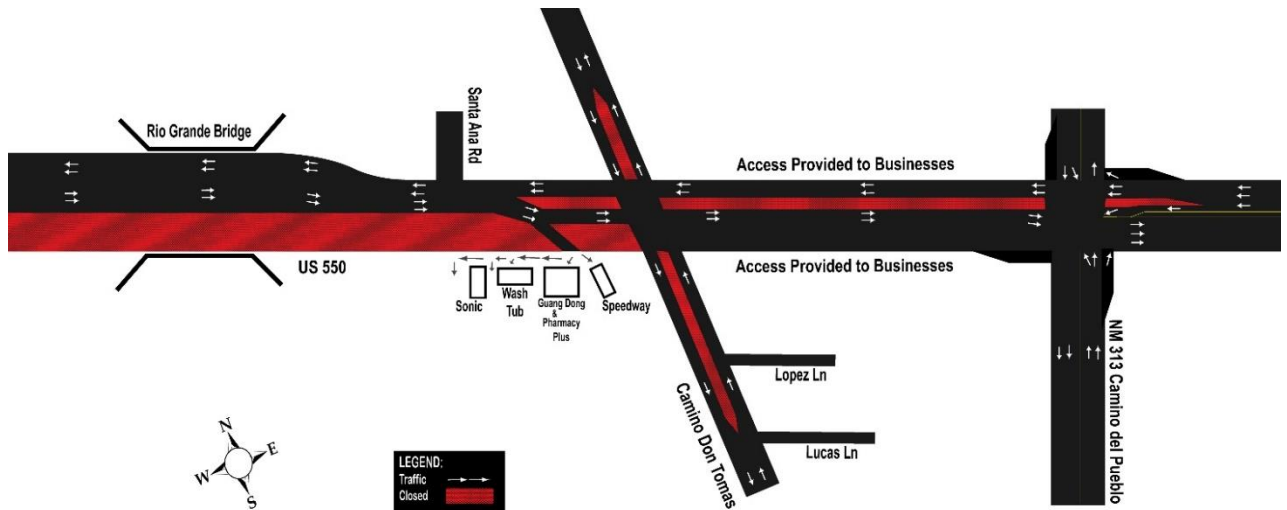 Rio Grande Bridge
Santa Ana Rd
Access Provided to Businesses
US 550
Access Provided to Businesses
Sonic
Wash
Tub
Guang Dong
&
Pharmacy
Plus
Speedway
Camino Don Tomas
Lopez Ln
Lucas Ln
NM 313 Camino del Pueblo
N
E
W
S
LEGEND:
Traffic
Closed